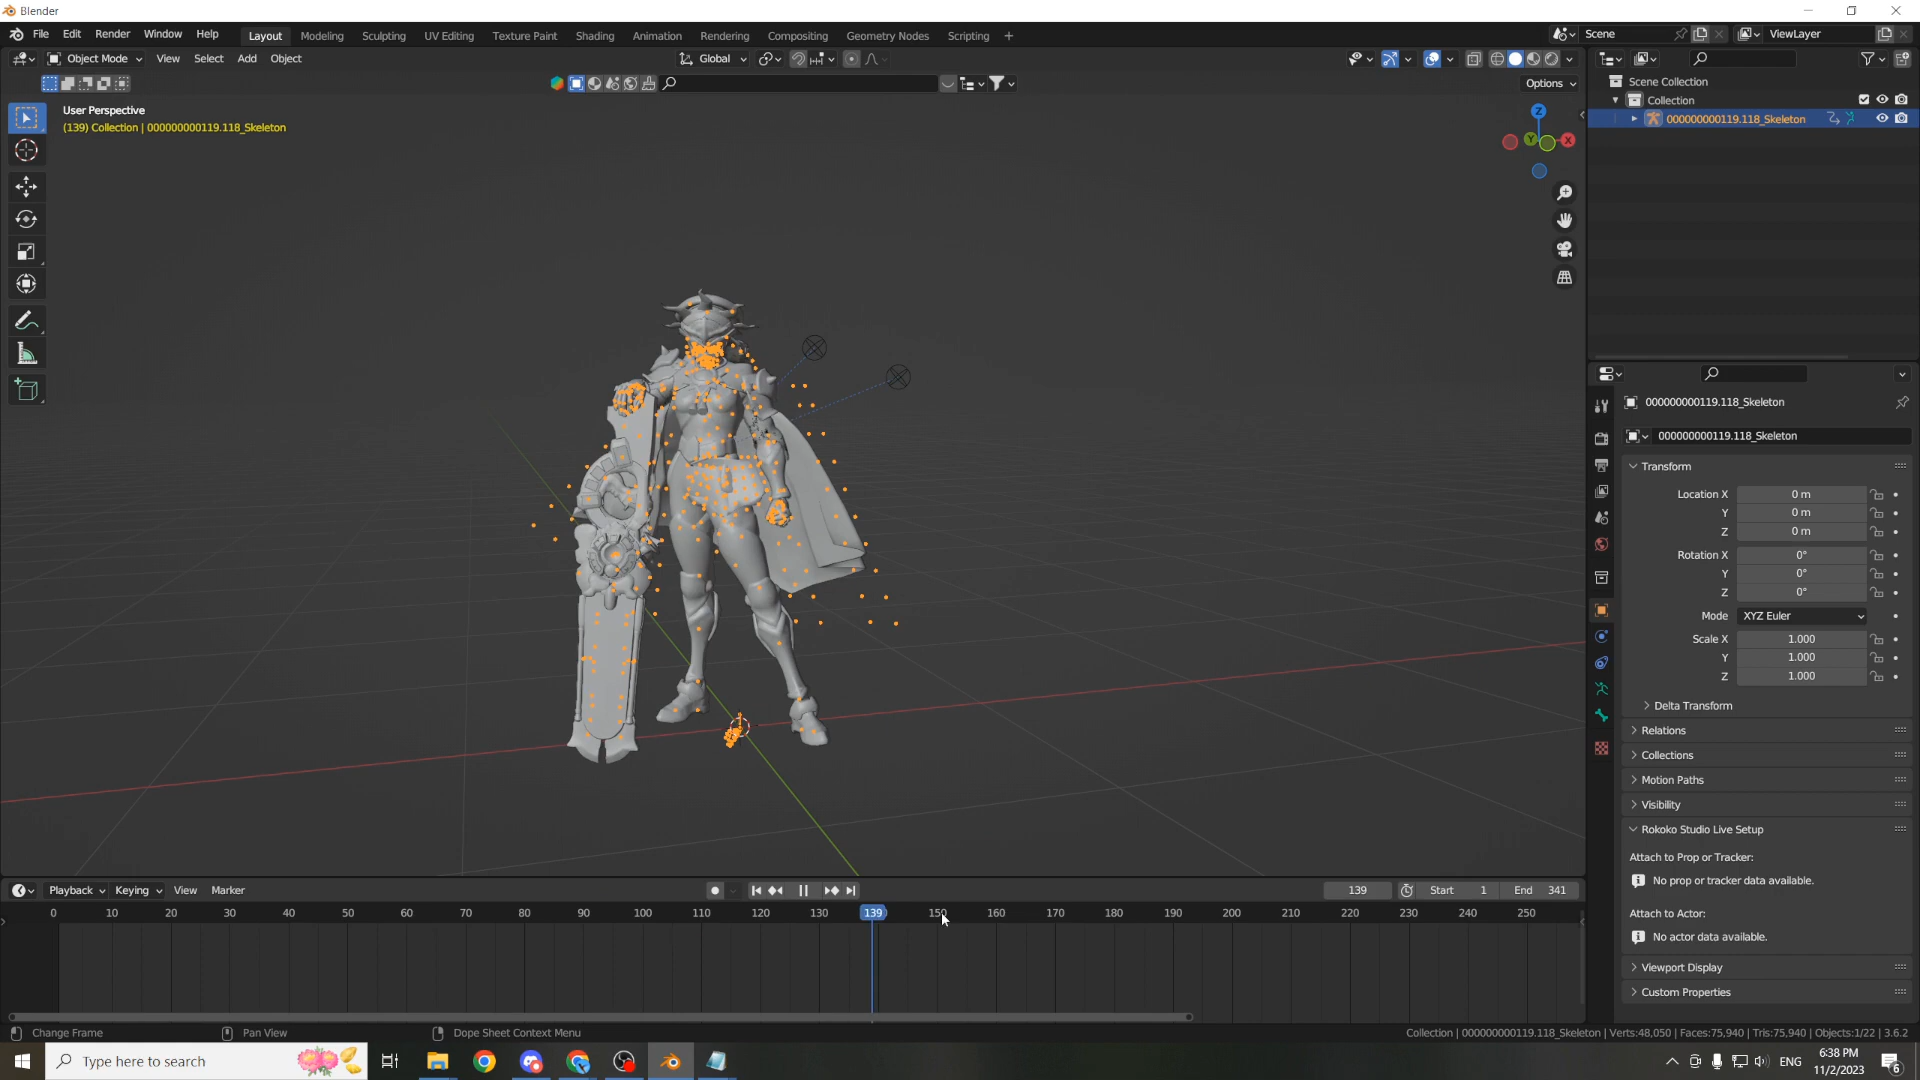 Blender
File Edit Render Window Help Layout Modeling Sculpting UV Editing Texture Paint Shading Animation Rendering Compositing Geometry Nodes Scripting + Scene ViewLayer
Object Mode View Select Add Object Global
Options
User Perspective
(139) Collection | 000000000119.118_Skeleton
Z
Y
X
Scene Collection
Collection
000000000119.118_Skeleton
000000000119.118_Skeleton
000000000119.118_Skeleton
Transform
Location X 0 m
Y 0 m
Z 0 m
Rotation X 0°
Y 0°
Z 0°
Mode XYZ Euler
Scale X 1.000
Y 1.000
Z 1.000
Delta Transform
Relations
Collections
Motion Paths
Visibility
Rokoko Studio Live Setup
Attach to Prop or Tracker:
No prop or tracker data available.
Attach to Actor:
No actor data available.
Viewport Display
Custom Properties
Playback Keying View Marker 139 Start 1 End 341
0 10 20 30 40 50 60 70 80 90 100 110 120 130 139 150 160 170 180 190 200 210 220 230 240 250
Change Frame Pan View Dope Sheet Context Menu Collection | 000000000119.118_Skeleton | Verts:48,050 | Faces:75,940 | Tris:75,940 | Objects:1/22 | 3.6.2
Type here to search
ENG
6:38 PM
11/2/2023
6